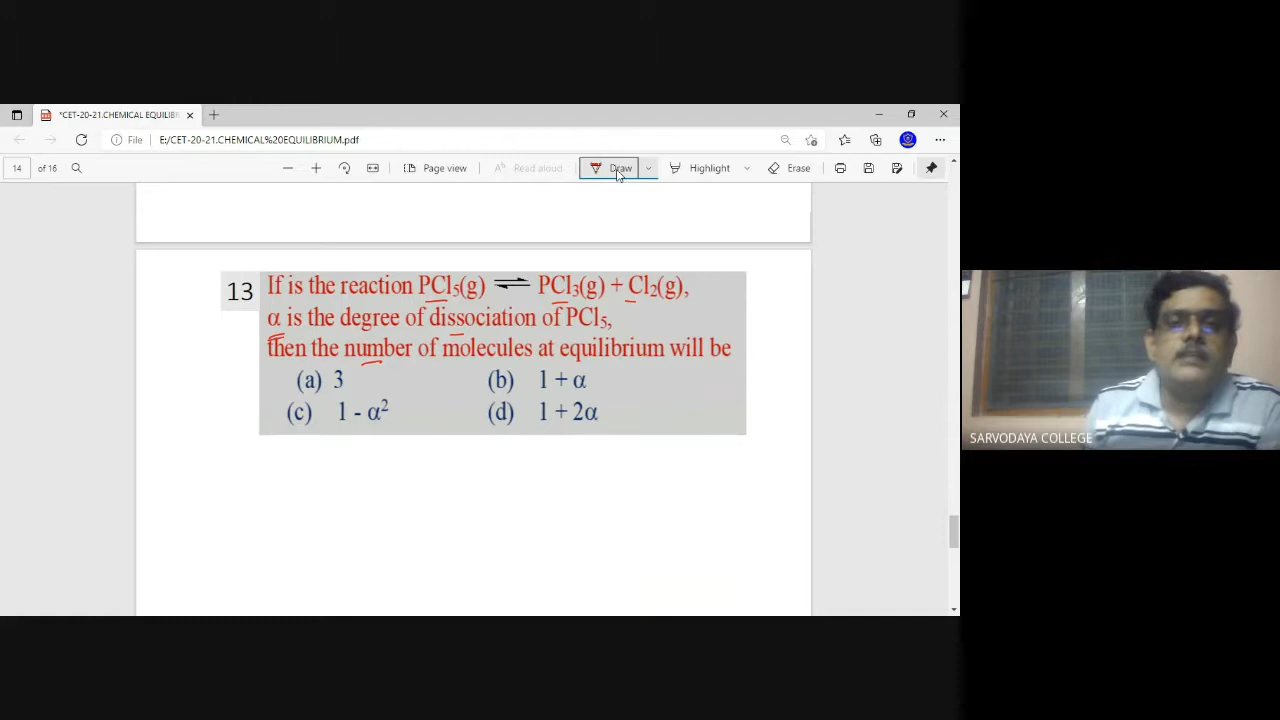 *CET-20-21.CHEMICAL EQUILIBRI
File E:/CET-20-21.CHEMICAL%20EQUILIBRIUM.pdf
14 of 16 Page view Read aloud Draw Highlight Erase
13 If is the reaction PCl₅(g) ⇌ PCl₃(g) + Cl₂(g),
α is the degree of dissociation of PCl₅,
then the number of molecules at equilibrium will be
(a) 3 (b) 1 + α
(c) 1 - α² (d) 1 + 2α
SARVODAYA COLLEGE